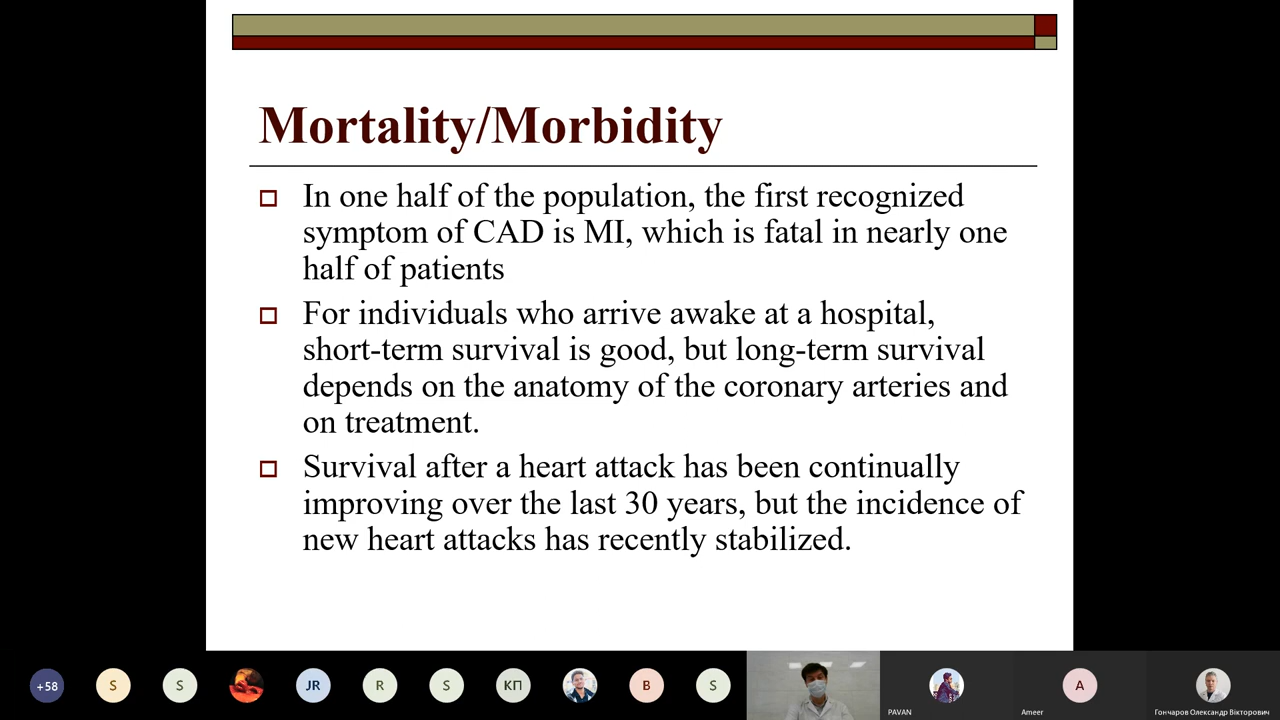 Mortality/Morbidity
In one half of the population, the first recognized
symptom of CAD is MI, which is fatal in nearly one
half of patients
For individuals who arrive awake at a hospital,
short-term survival is good, but long-term survival
depends on the anatomy of the coronary arteries and
on treatment.
Survival after a heart attack has been continually
improving over the last 30 years, but the incidence of
new heart attacks has recently stabilized.
+58
S
S
JR
R
S
КП
B
S
PAVAN
A
Ameer
Гончаров Олександр Вікторович